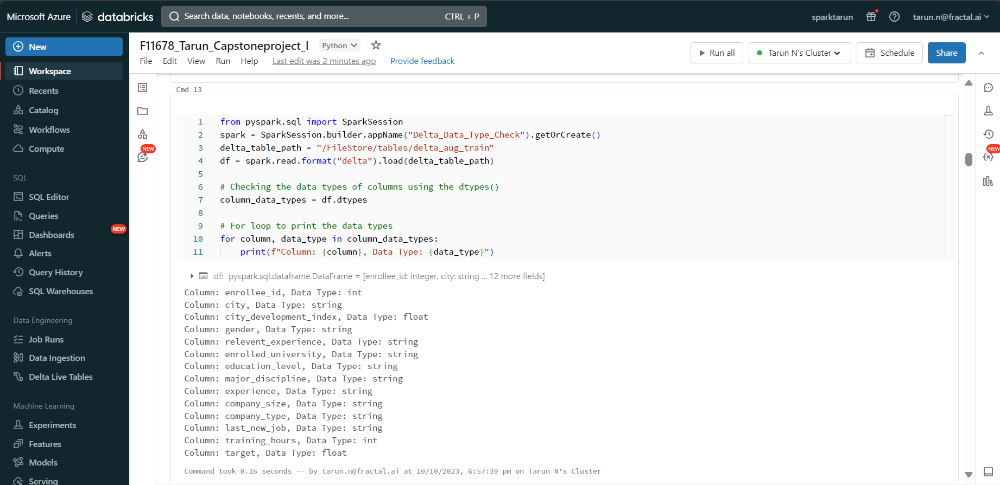 Microsoft Azure
databricks
Search data, notebooks, recents, and more...
CTRL + P
sparktarun
tarun.n@fractal.ai
New
Workspace
Recents
Catalog
Workflows
Compute
SQL
SQL Editor
Queries
Dashboards
NEW
Alerts
Query History
SQL Warehouses
Data Engineering
Job Runs
Data Ingestion
Delta Live Tables
Machine Learning
Experiments
Features
Models
Serving
F11678_Tarun_Capstoneproject_I
Python
File Edit View Run Help Last edit was 2 minutes ago Provide feedback
Run all
Tarun N's Cluster
Schedule
Share
NEW
NEW
Cmd 13
1 from pyspark.sql import SparkSession
2 spark = SparkSession.builder.appName("Delta_Data_Type_Check").getOrCreate()
3 delta_table_path = "/FileStore/tables/delta_aug_train"
4 df = spark.read.format("delta").load(delta_table_path)
5
6 # Checking the data types of columns using the dtypes()
7 column_data_types = df.dtypes
8
9 # For loop to print the data types
10 for column, data_type in column_data_types:
11 print(f"Column: {column}, Data Type: {data_type}")
df: pyspark.sql.dataframe.DataFrame = [enrollee_id: integer, city: string ... 12 more fields]
Column: enrollee_id, Data Type: int
Column: city, Data Type: string
Column: city_development_index, Data Type: float
Column: gender, Data Type: string
Column: relevent_experience, Data Type: string
Column: enrolled_university, Data Type: string
Column: education_level, Data Type: string
Column: major_discipline, Data Type: string
Column: experience, Data Type: string
Column: company_size, Data Type: string
Column: company_type, Data Type: string
Column: last_new_job, Data Type: string
Column: training_hours, Data Type: int
Column: target, Data Type: float
Command took 0.16 seconds -- by tarun.n@fractal.ai at 10/10/2023, 6:57:39 pm on Tarun N's Cluster